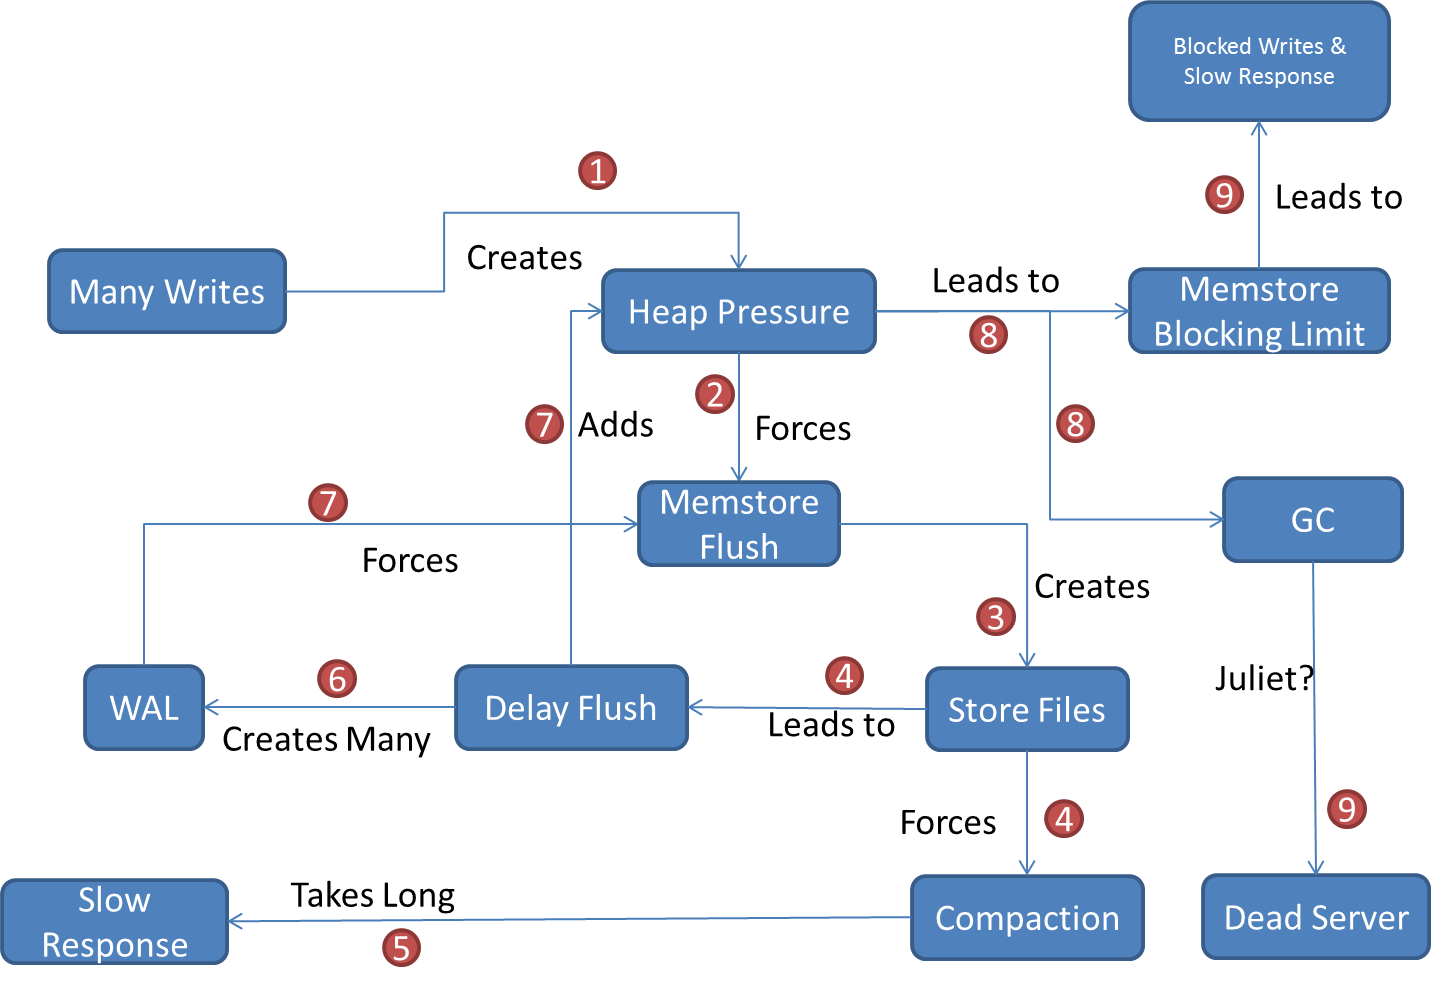 Blocked Writes &
Slow Response
1
9
Leads to
Creates
Many Writes
Heap Pressure
Leads to
8
Memstore
Blocking Limit
2
Forces
7
Adds
8
Memstore
Flush
7
Forces
GC
Creates
3
Juliet?
6
4
WAL
Creates Many
Delay Flush
Leads to
Store Files
Forces
4
9
Takes Long
5
Slow
Response
Compaction
Dead Server